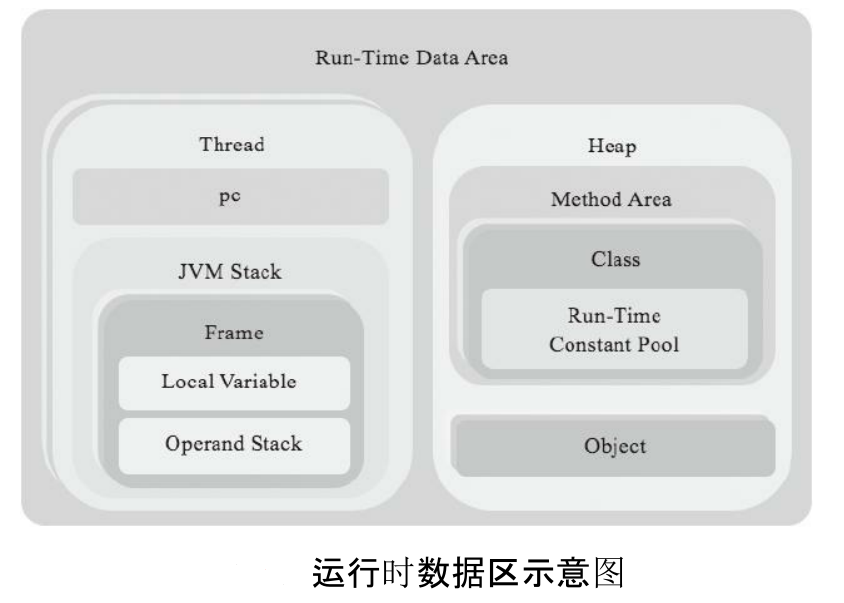 Run-Time Data Area
Thread
pc
JVM Stack
Frame
Local Variable
Operand Stack
Heap
Method Area
Class
Run-Time
Constant Pool
Object
运行时数据区示意图